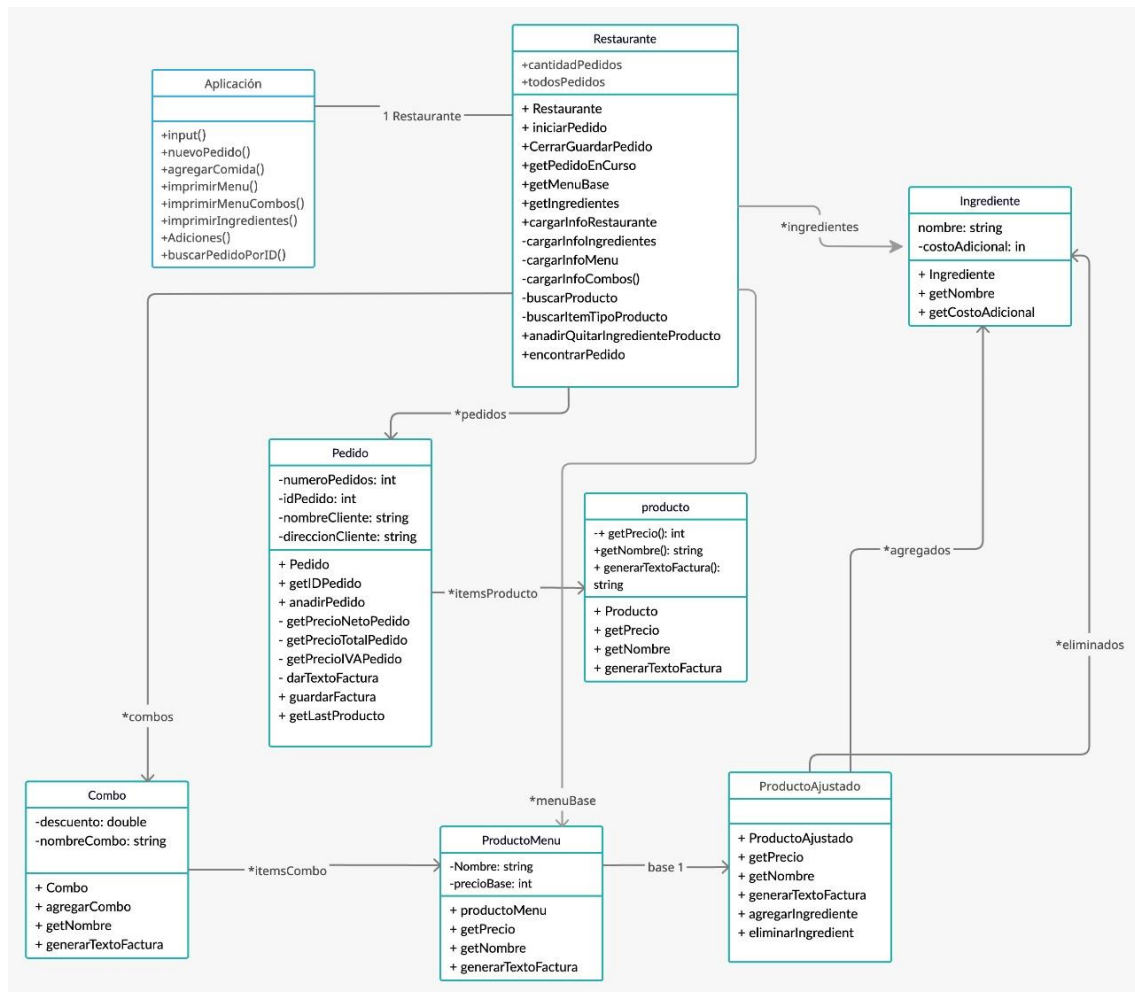 Restaurante
+cantidadPedidos
+todosPedidos
+ Restaurante
+ iniciarPedido
+CerrarGuardarPedido
+getPedidoEnCurso
+getMenuBase
+getIngredientes
+cargarInfoRestaurante
-cargarInfoIngredientes
-cargarInfoMenu
-cargarInfoCombos()
-buscarProducto
-buscarItemTipoProducto
+anadirQuitarIngredienteProducto
+encontrarPedido
Aplicación
+input()
+nuevoPedido()
+agregarComida()
+imprimirMenu()
+imprimirMenuCombos()
+imprimirIngredientes()
+Adiciones()
+buscarPedidoPorID()
1 Restaurante
*ingredientes
Ingrediente
nombre: string
-costoAdicional: in
+ Ingrediente
+ getNombre
+ getCostoAdicional
*pedidos
Pedido
-numeroPedidos: int
-idPedido: int
-nombreCliente: string
-direccionCliente: string
+ Pedido
+ getIDPedido
+ anadirPedido
- getPrecioNetoPedido
- getPrecioTotalPedido
- getPrecioIVAPedido
- darTextoFactura
+ guardarFactura
+ getLastProducto
*itemsProducto
producto
-+ getPrecio(): int
+getNombre(): string
+ generarTextoFactura():
string
+ Producto
+ getPrecio
+ getNombre
+ generarTextoFactura
*agregados
*eliminados
*combos
Combo
-descuento: double
-nombreCombo: string
+ Combo
+ agregarCombo
+ getNombre
+ generarTextoFactura
*itemsCombo
*menuBase
ProductoMenu
-Nombre: string
-precioBase: int
+ productoMenu
+ getPrecio
+ getNombre
+ generarTextoFactura
base 1
ProductoAjustado
+ ProductoAjustado
+ getPrecio
+ getNombre
+ generarTextoFactura
+ agregarIngrediente
+ eliminarIngredient